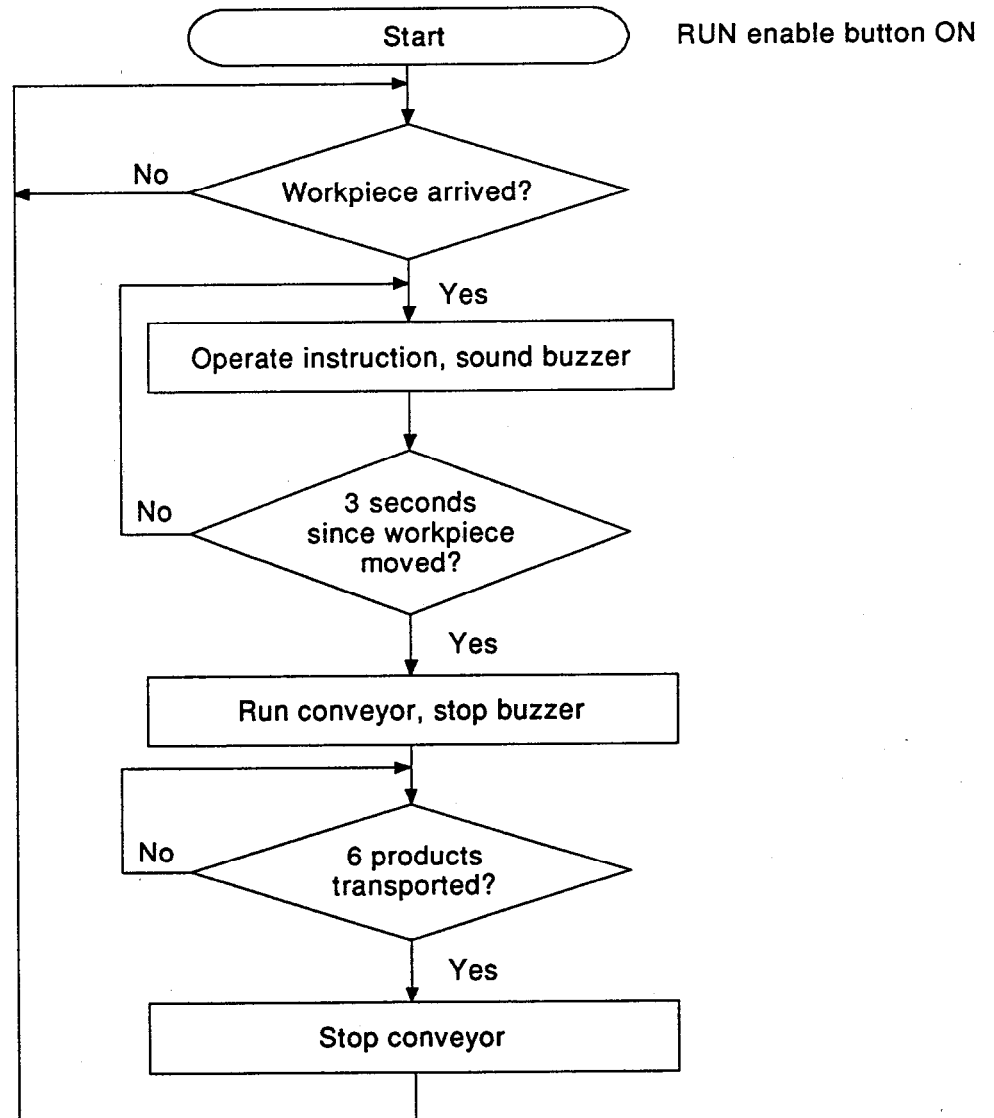 Start
RUN enable button ON
No
Workpiece arrived?
Yes
Operate instruction, sound buzzer
No
3 seconds
since workpiece
moved?
Yes
Run conveyor, stop buzzer
No
6 products
transported?
Yes
Stop conveyor